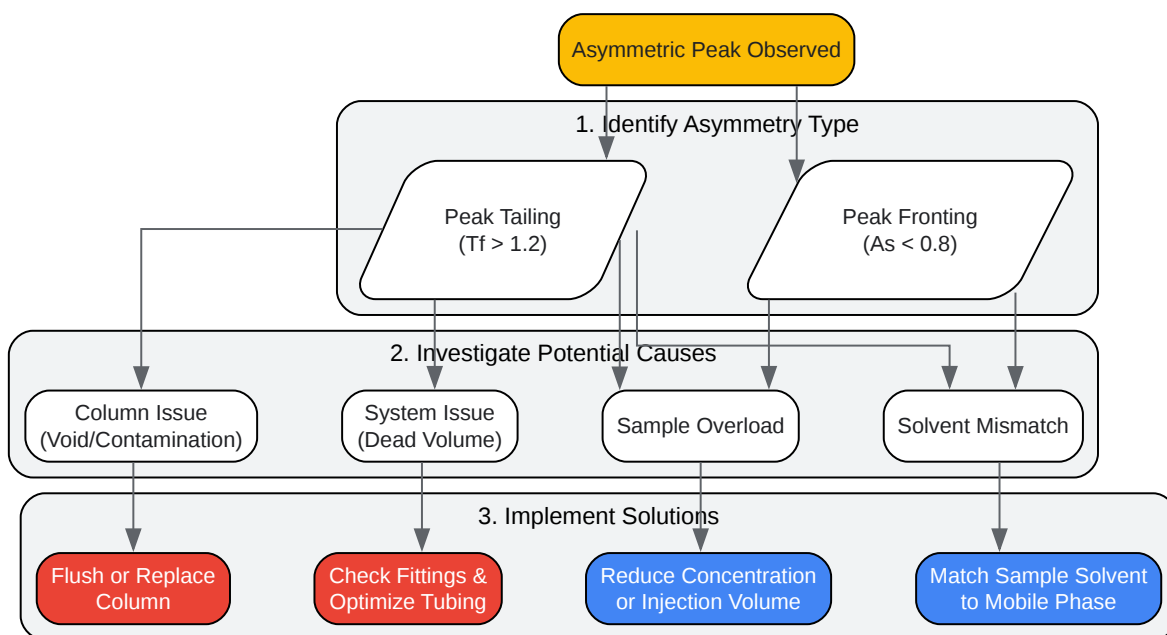 Asymmetric Peak Observed
1. Identify Asymmetry Type
Peak Tailing
(Tf > 1.2)
Peak Fronting
(As < 0.8)
2. Investigate Potential Causes
Column Issue
(Void/Contamination)
System Issue
(Dead Volume)
Sample Overload
Solvent Mismatch
3. Implement Solutions
Flush or Replace
Column
Check Fittings &
Optimize Tubing
Reduce Concentration
or Injection Volume
Match Sample Solvent
to Mobile Phase